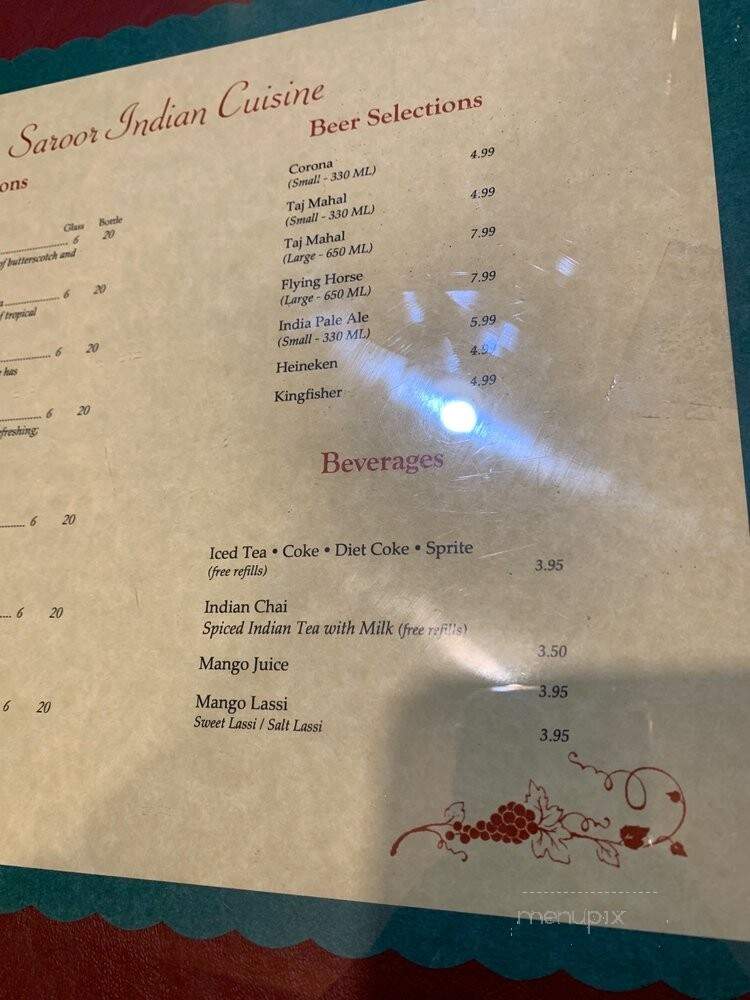 Saroor Indian Cuisine
ons
Glass Bottle
6 20
of butterscotch and
6 20
f tropical
6 20
has
6 20
efreshing;
6 20
6 20
6 20
Beer Selections
Corona 4.99
(Small - 330 ML)
Taj Mahal 4.99
(Small - 330 ML)
Taj Mahal 7.99
(Large - 650 ML)
Flying Horse 7.99
(Large - 650 ML)
India Pale Ale 5.99
(Small - 330 ML)
Heineken 4.99
Kingfisher 4.99
Beverages
Iced Tea • Coke • Diet Coke • Sprite
(free refills) 3.95
Indian Chai
Spiced Indian Tea with Milk (free refills)
3.50
Mango Juice
3.95
Mango Lassi
Sweet Lassi / Salt Lassi
3.95
menupix